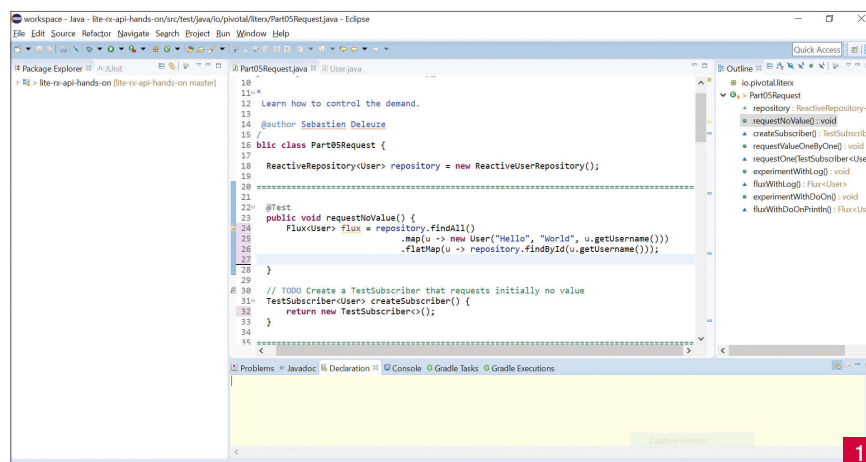 workspace - Java - lite-rx-api-hands-on/src/test/java/io/pivotal/literx/Part05Request.java - Eclipse
File Edit Source Refactor Navigate Search Project Run Window Help
Quick Access
Package Explorer JUnit
> lite-rx-api-hands-on [lite-rx-api-hands-on master]
Part05Request.java User.java
10
11 *
12 Learn how to control the demand.
13
14 @author Sebastien Deleuze
15 /
16 blic class Part05Request {
17
18 ReactiveRepository<User> repository = new ReactiveUserRepository();
19
20 ========================================================================================
21
22 @Test
23 public void requestNoValue() {
24 Flux<User> flux = repository.findAll()
25 .map(u -> new User("Hello", "World", u.getUsername()))
26 .flatMap(u -> repository.findById(u.getUsername()));
27
28 }
29
30 // TODO Create a TestSubscriber that requests initially no value
31 TestSubscriber<User> createSubscriber() {
32 return new TestSubscriber<>();
33 }
34
35 ========================================================================================
Outline
io.pivotal.literx
Part05Request
repository : ReactiveRepository<
requestNoValue() : void
createSubscriber() : TestSubscrib
requestValueOneByOne() : void
requestOne(TestSubscriber<Use
experimentWithLog() : void
fluxWithLog() : Flux<User>
experimentWithDoOn() : void
fluxWithDoOnPrintln() : Flux<Us
Problems Javadoc Declaration Console Gradle Tasks Gradle Executions
1